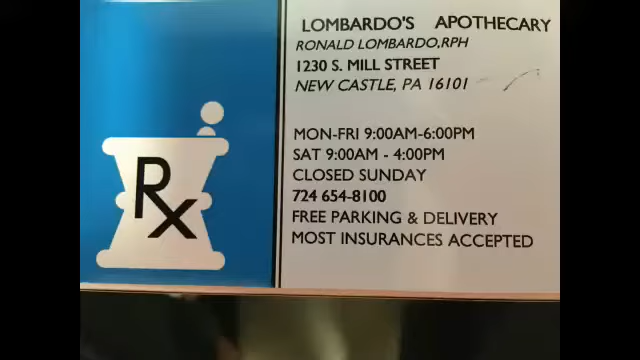 Rx
LOMBARDO'S APOTHECARY
RONALD LOMBARDO,RPH
1230 S. MILL STREET
NEW CASTLE, PA 16101
MON-FRI 9:00AM-6:00PM
SAT 9:00AM - 4:00PM
CLOSED SUNDAY
724 654-8100
FREE PARKING & DELIVERY
MOST INSURANCES ACCEPTED